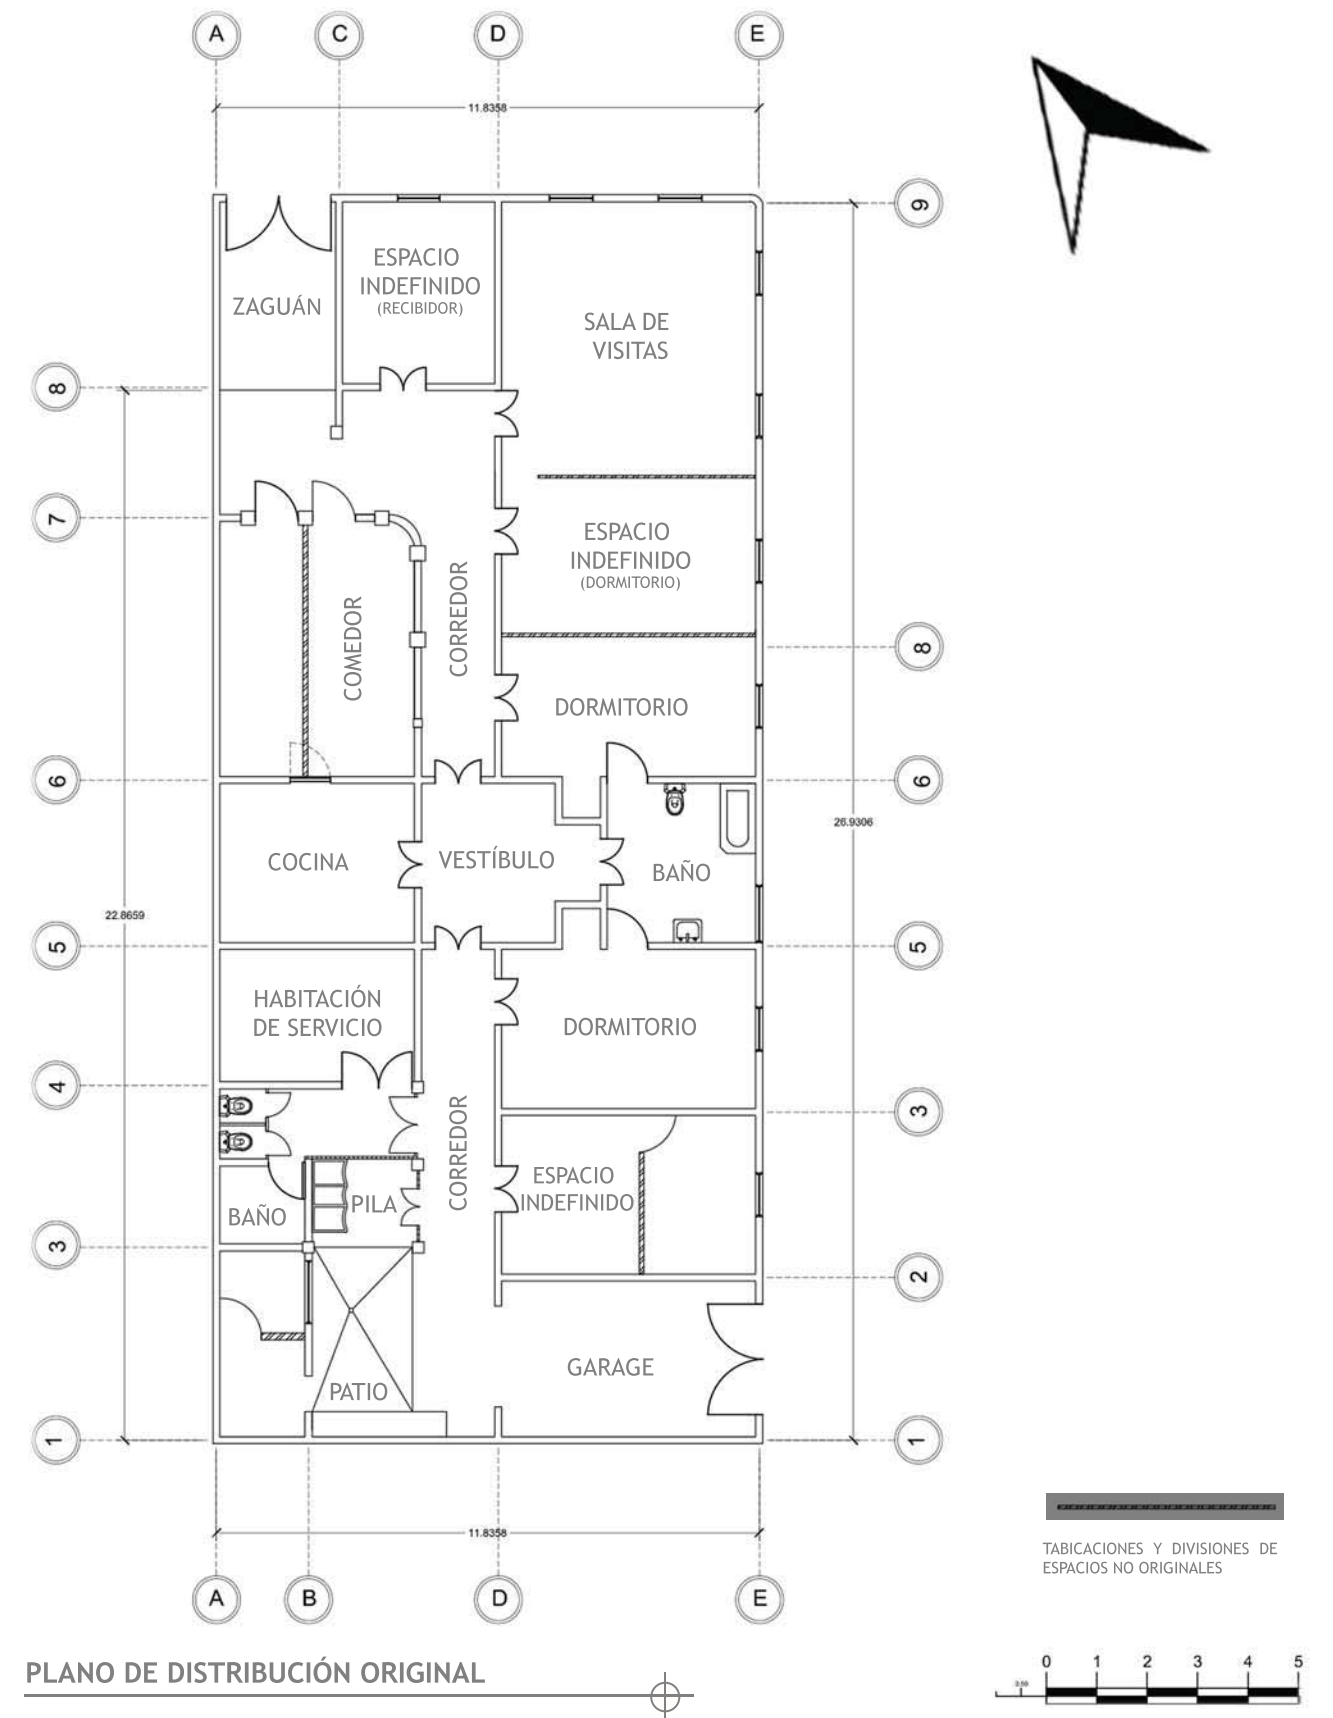 A C D E
11.8358
9
ESPACIO
INDEFINIDO
(RECIBIDOR)
ZAGUÁN
SALA DE
VISITAS
8
7
ESPACIO
INDEFINIDO
(DORMITORIO)
COMEDOR
CORREDOR
8
DORMITORIO
6
6
26.9306
COCINA
VESTÍBULO
BAÑO
22.8659
5
5
HABITACIÓN
DE SERVICIO
DORMITORIO
4
3
CORREDOR
ESPACIO
INDEFINIDO
BAÑO
PILA
3
2
GARAGE
PATIO
1
1
11.8358
TABICACIONES Y DIVISIONES DE
ESPACIOS NO ORIGINALES
A B D E
PLANO DE DISTRIBUCIÓN ORIGINAL
0 1 2 3 4 5